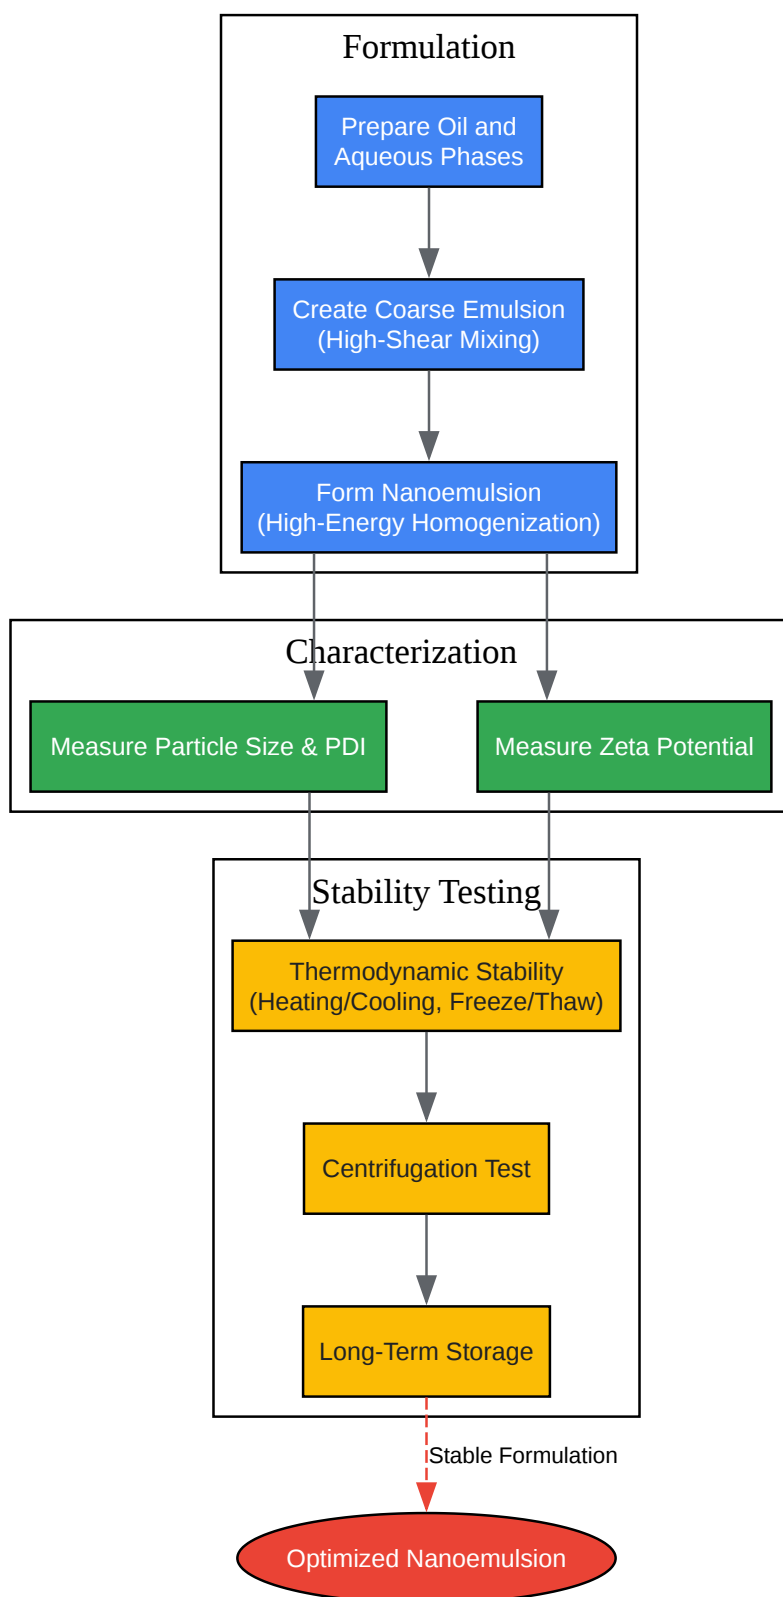 Formulation
Prepare Oil and
Aqueous Phases
Create Coarse Emulsion
(High-Shear Mixing)
Form Nanoemulsion
(High-Energy Homogenization)
Characterization
Measure Particle Size & PDI
Measure Zeta Potential
Stability Testing
Thermodynamic Stability
(Heating/Cooling, Freeze/Thaw)
Centrifugation Test
Long-Term Storage
Stable Formulation
Optimized Nanoemulsion